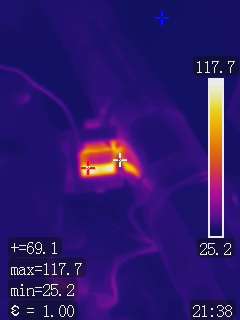 117.7
25.2
+=69.1
max=117.7
min=25.2
ε = 1.00
21:38